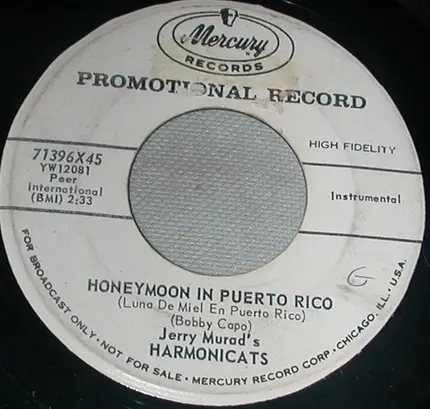 Mercury
RECORDS
PROMOTIONAL RECORD
HIGH FIDELITY
71396X45
YW12081
Peer
International
(BMI) 2:33
Instrumental
HONEYMOON IN PUERTO RICO
(Luna De Miel En Puerto Rico)
(Bobby Capo)
Jerry Murad's
HARMONICATS
FOR BROADCAST ONLY • NOT FOR SALE • MERCURY RECORD CORP • CHICAGO, ILL • U.S.A.